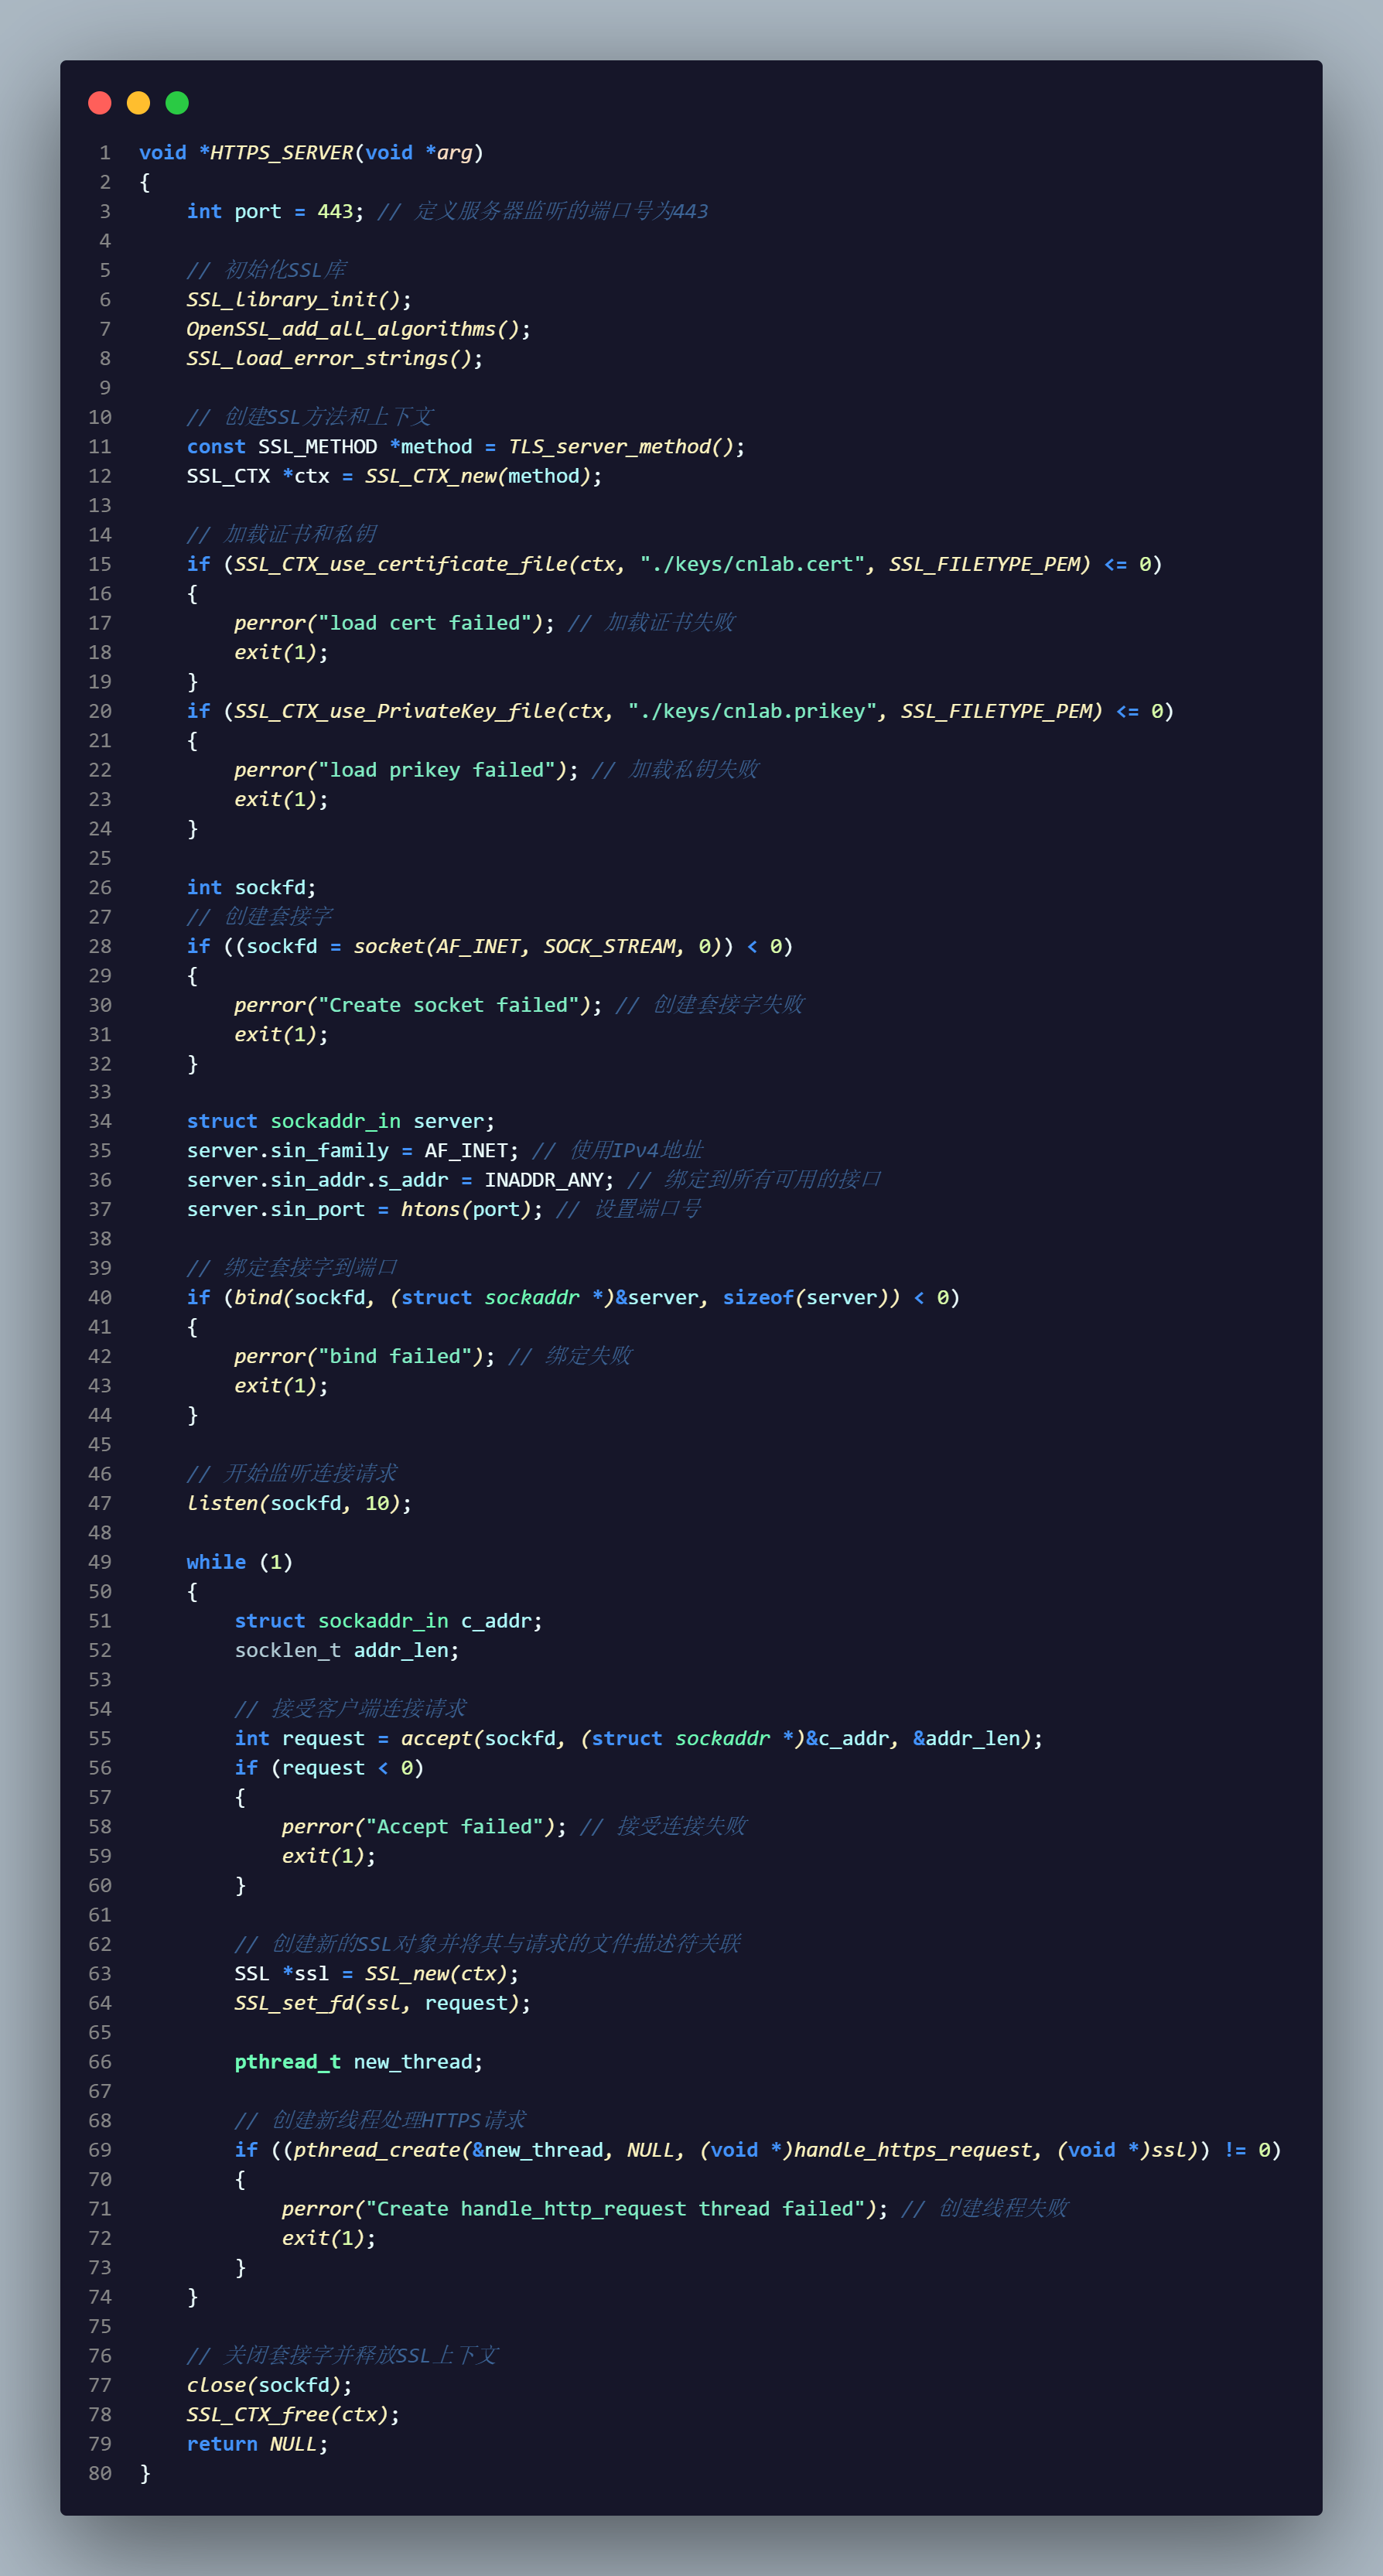 1 void *HTTPS_SERVER(void *arg)
2 {
3     int port = 443; // 定义服务器监听的端口号为443
4
5     // 初始化SSL库
6     SSL_library_init();
7     OpenSSL_add_all_algorithms();
8     SSL_load_error_strings();
9
10     // 创建SSL方法和上下文
11     const SSL_METHOD *method = TLS_server_method();
12     SSL_CTX *ctx = SSL_CTX_new(method);
13
14     // 加载证书和私钥
15     if (SSL_CTX_use_certificate_file(ctx, "./keys/cnlab.cert", SSL_FILETYPE_PEM) <= 0)
16     {
17         perror("load cert failed"); // 加载证书失败
18         exit(1);
19     }
20     if (SSL_CTX_use_PrivateKey_file(ctx, "./keys/cnlab.prikey", SSL_FILETYPE_PEM) <= 0)
21     {
22         perror("load prikey failed"); // 加载私钥失败
23         exit(1);
24     }
25
26     int sockfd;
27     // 创建套接字
28     if ((sockfd = socket(AF_INET, SOCK_STREAM, 0)) < 0)
29     {
30         perror("Create socket failed"); // 创建套接字失败
31         exit(1);
32     }
33
34     struct sockaddr_in server;
35     server.sin_family = AF_INET; // 使用IPv4地址
36     server.sin_addr.s_addr = INADDR_ANY; // 绑定到所有可用的接口
37     server.sin_port = htons(port); // 设置端口号
38
39     // 绑定套接字到端口
40     if (bind(sockfd, (struct sockaddr *)&server, sizeof(server)) < 0)
41     {
42         perror("bind failed"); // 绑定失败
43         exit(1);
44     }
45
46     // 开始监听连接请求
47     listen(sockfd, 10);
48
49     while (1)
50     {
51         struct sockaddr_in c_addr;
52         socklen_t addr_len;
53
54         // 接受客户端连接请求
55         int request = accept(sockfd, (struct sockaddr *)&c_addr, &addr_len);
56         if (request < 0)
57         {
58             perror("Accept failed"); // 接受连接失败
59             exit(1);
60         }
61
62         // 创建新的SSL对象并将其与请求的文件描述符关联
63         SSL *ssl = SSL_new(ctx);
64         SSL_set_fd(ssl, request);
65
66         pthread_t new_thread;
67
68         // 创建新线程处理HTTPS请求
69         if ((pthread_create(&new_thread, NULL, (void *)handle_https_request, (void *)ssl)) != 0)
70         {
71             perror("Create handle_http_request thread failed"); // 创建线程失败
72             exit(1);
73         }
74     }
75
76     // 关闭套接字并释放SSL上下文
77     close(sockfd);
78     SSL_CTX_free(ctx);
79     return NULL;
80 }